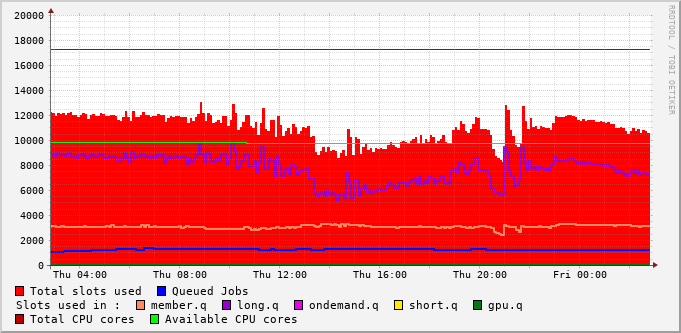 20000
18000
16000
14000
12000
10000
8000
6000
4000
2000
0
Thu 04:00 Thu 08:00 Thu 12:00 Thu 16:00 Thu 20:00 Fri 00:00
RRDTOOL / TOBI OETIKER
Total slots used Queued Jobs
Slots used in : member.q long.q ondemand.q short.q gpu.q
Total CPU cores Available CPU cores